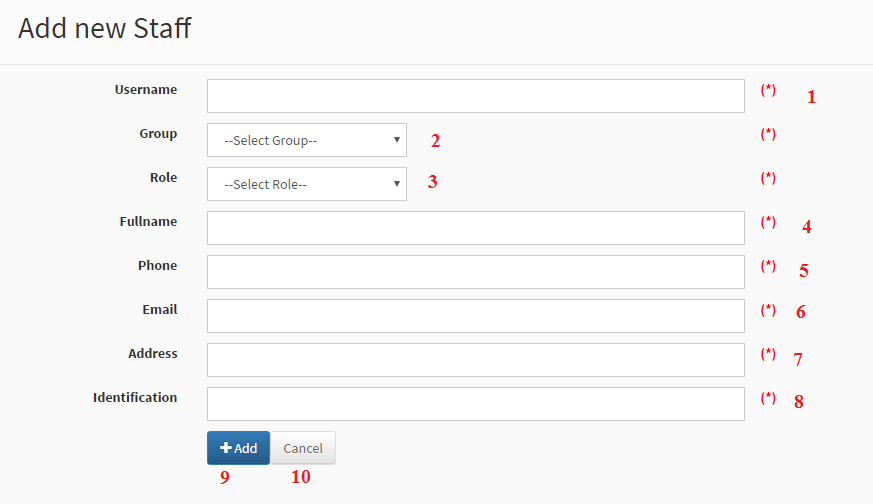 Add new Staff
Username (*) 1
Group --Select Group-- 2 (*)
Role --Select Role-- 3 (*)
Fullname (*) 4
Phone (*) 5
Email (*) 6
Address (*) 7
Identification (*) 8
Add Cancel
9 10